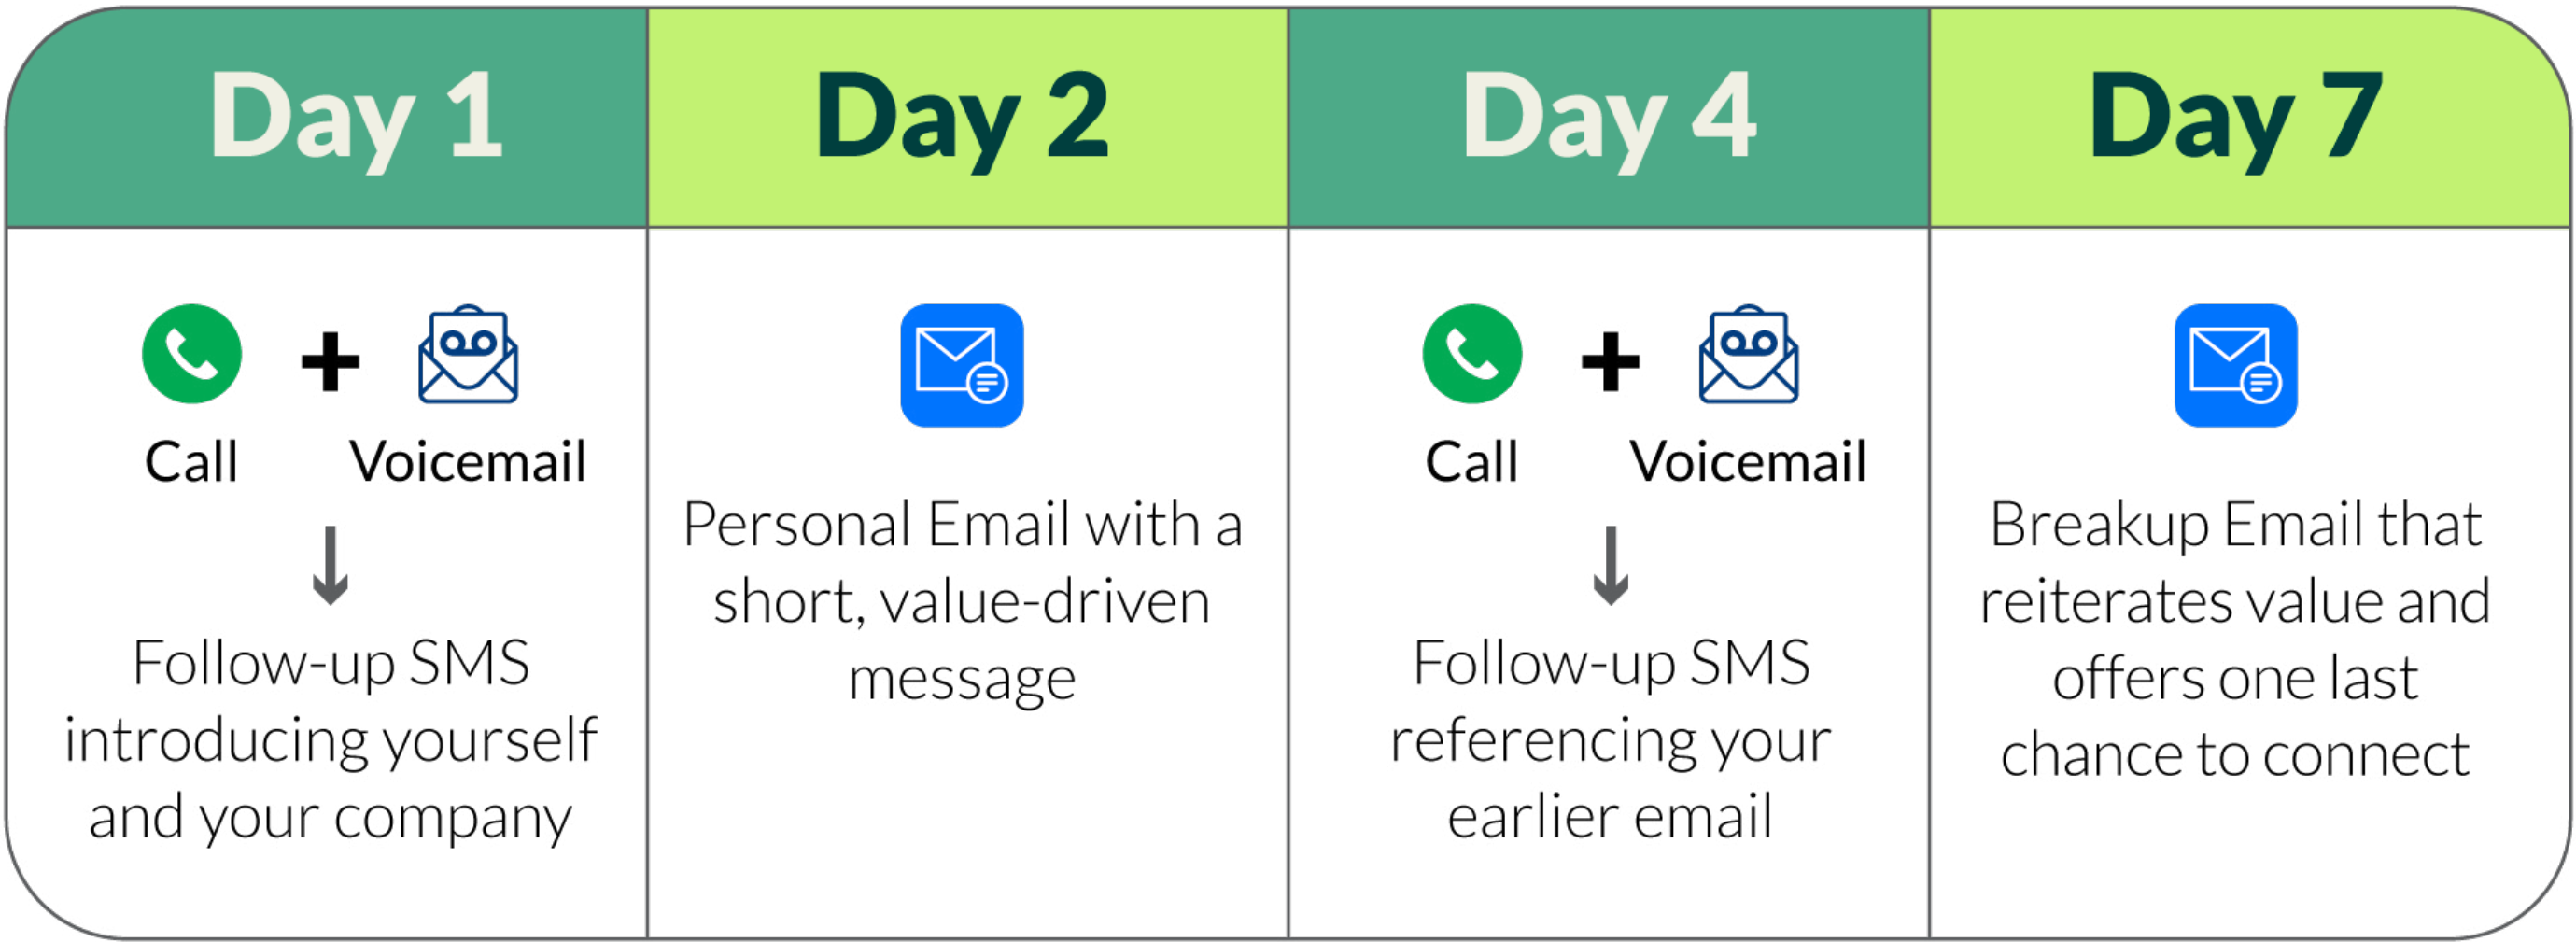 Day 1
Call + Voicemail
Follow-up SMS
introducing yourself
and your company
Day 2
Personal Email with a
short, value-driven
message
Day 4
Call + Voicemail
Follow-up SMS
referencing your
earlier email
Day 7
Breakup Email that
reiterates value and
offers one last
chance to connect